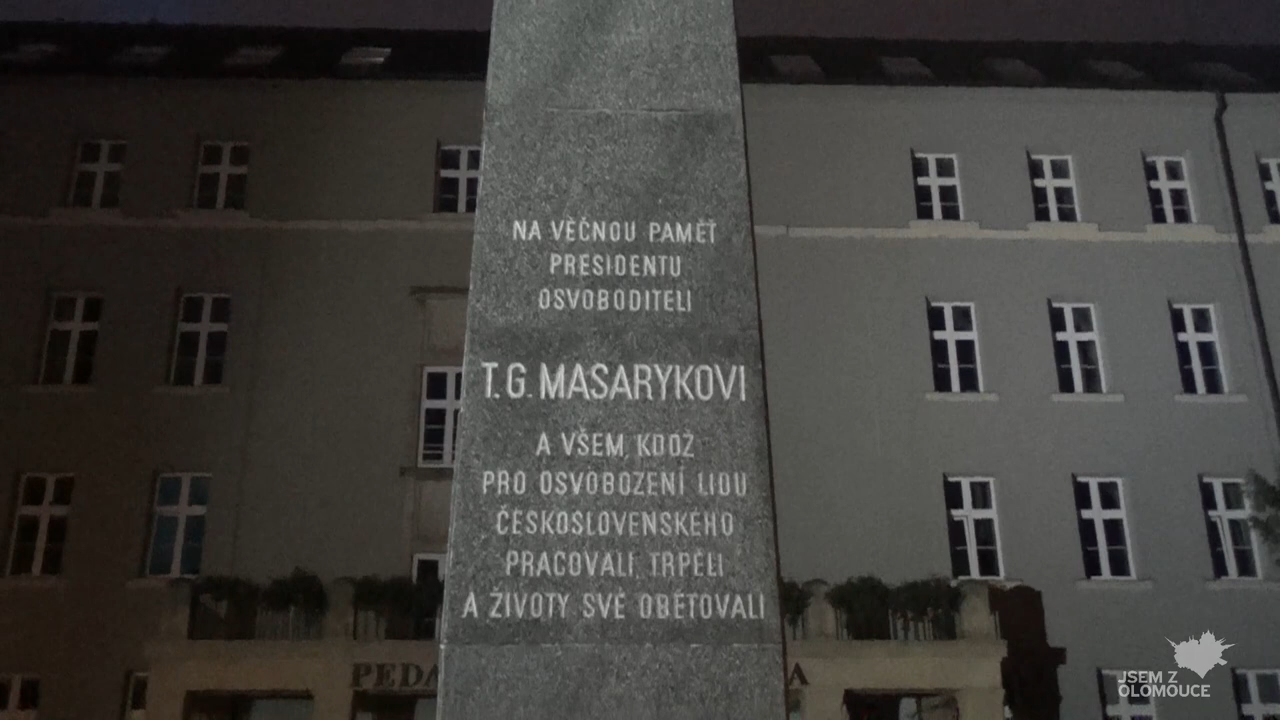 NA VĚČNOU PAMĚŤ
PRESIDENTU
OSVOBODITELI
T.G. MASARYKOVI
A VŠEM, KDOŽ
PRO OSVOBOZENÍ LIDU
ČESKOSLOVENSKÉHO
PRACOVALI, TRPĚLI
A ŽIVOTY SVÉ OBĚTOVALI
PEDA
A
JSEM Z
OLOMOUCE